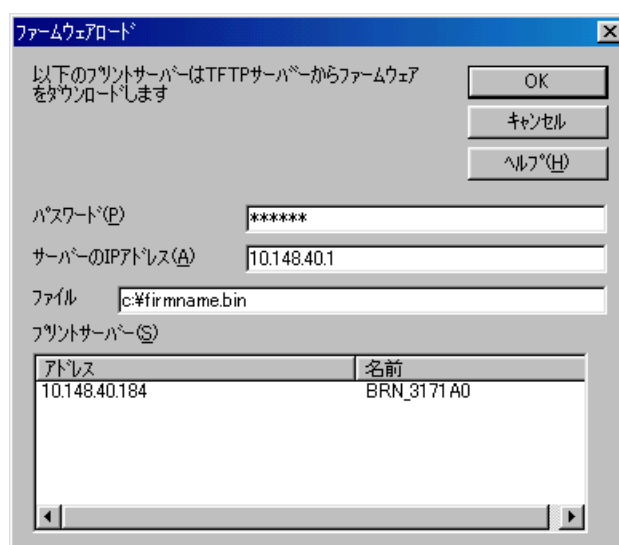 ファームウェアロード
以下のプリントサーバーはTFTPサーバーからファームウェア
をダウンロードします
OK
キャンセル
ヘルプ(H)
パスワード(P)
******
サーバーのIPアドレス(A)
10.148.40.1
ファイル
c:¥firmname.bin
プリントサーバー(S)
アドレス 名前
10.148.40.184 BRN_3171A0